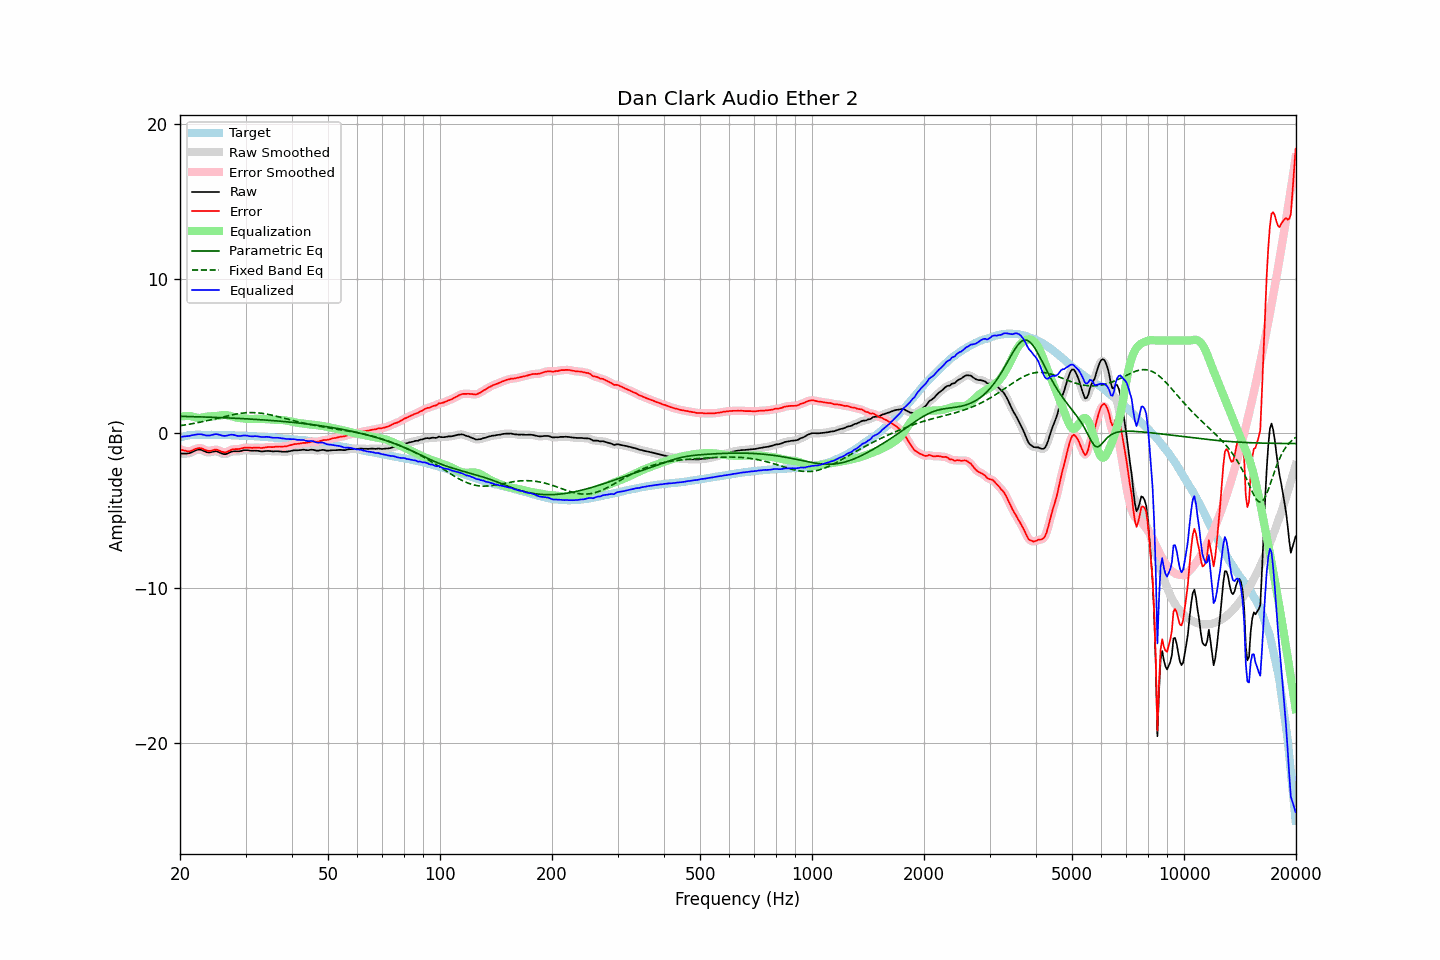 Dan Clark Audio Ether 2
Target
Raw Smoothed
Error Smoothed
Raw
Error
Equalization
Parametric Eq
Fixed Band Eq
Equalized
Amplitude (dBr)
20
10
0
−10
−20
20
50
100
200
500
1000
2000
5000
10000
20000
Frequency (Hz)